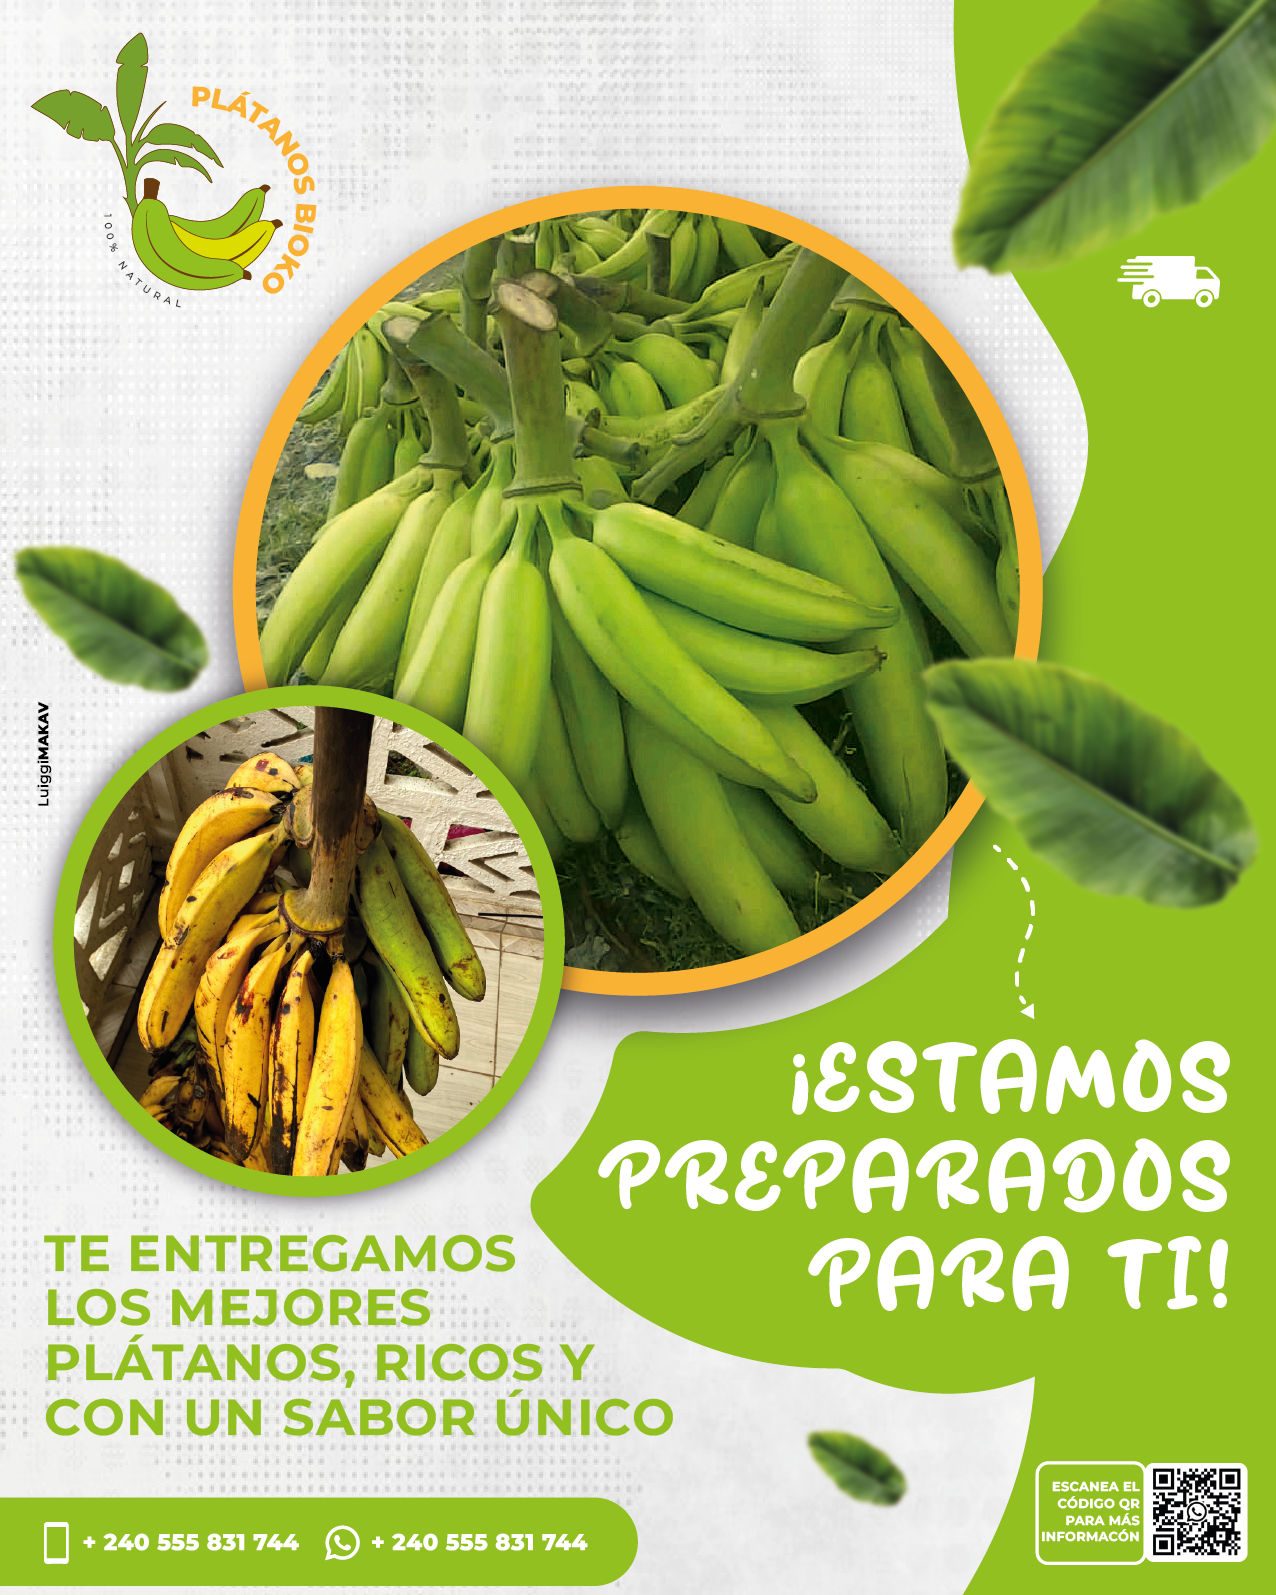 PLÁTANOS BIOKO
100% NATURAL
LuiggiMAKAV
¡ESTAMOS
PREPARADOS
PARA TI!
TE ENTREGAMOS
LOS MEJORES
PLÁTANOS, RICOS Y
CON UN SABOR ÚNICO
+ 240 555 831 744
+ 240 555 831 744
ESCANEA EL
CÓDIGO QR
PARA MÁS
INFORMACÓN